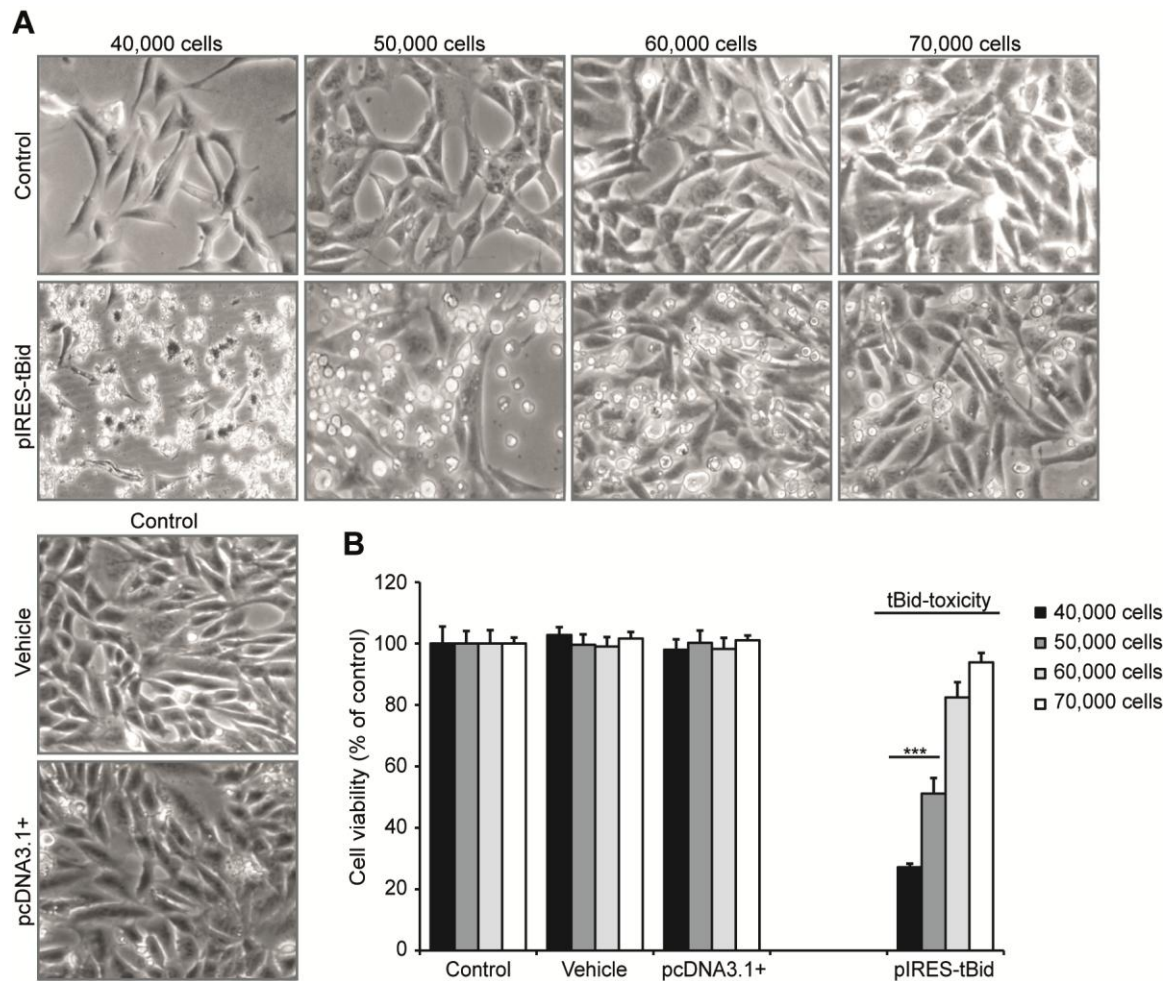 A
40,000 cells
50,000 cells
60,000 cells
70,000 cells
Control
pIRES-tBid
Control
Vehicle
pcDNA3.1+
B
Cell viability (% of control)
120
100
80
60
40
20
0
tBid-toxicity
***
40,000 cells
50,000 cells
60,000 cells
70,000 cells
Control
Vehicle
pcDNA3.1+
pIRES-tBid